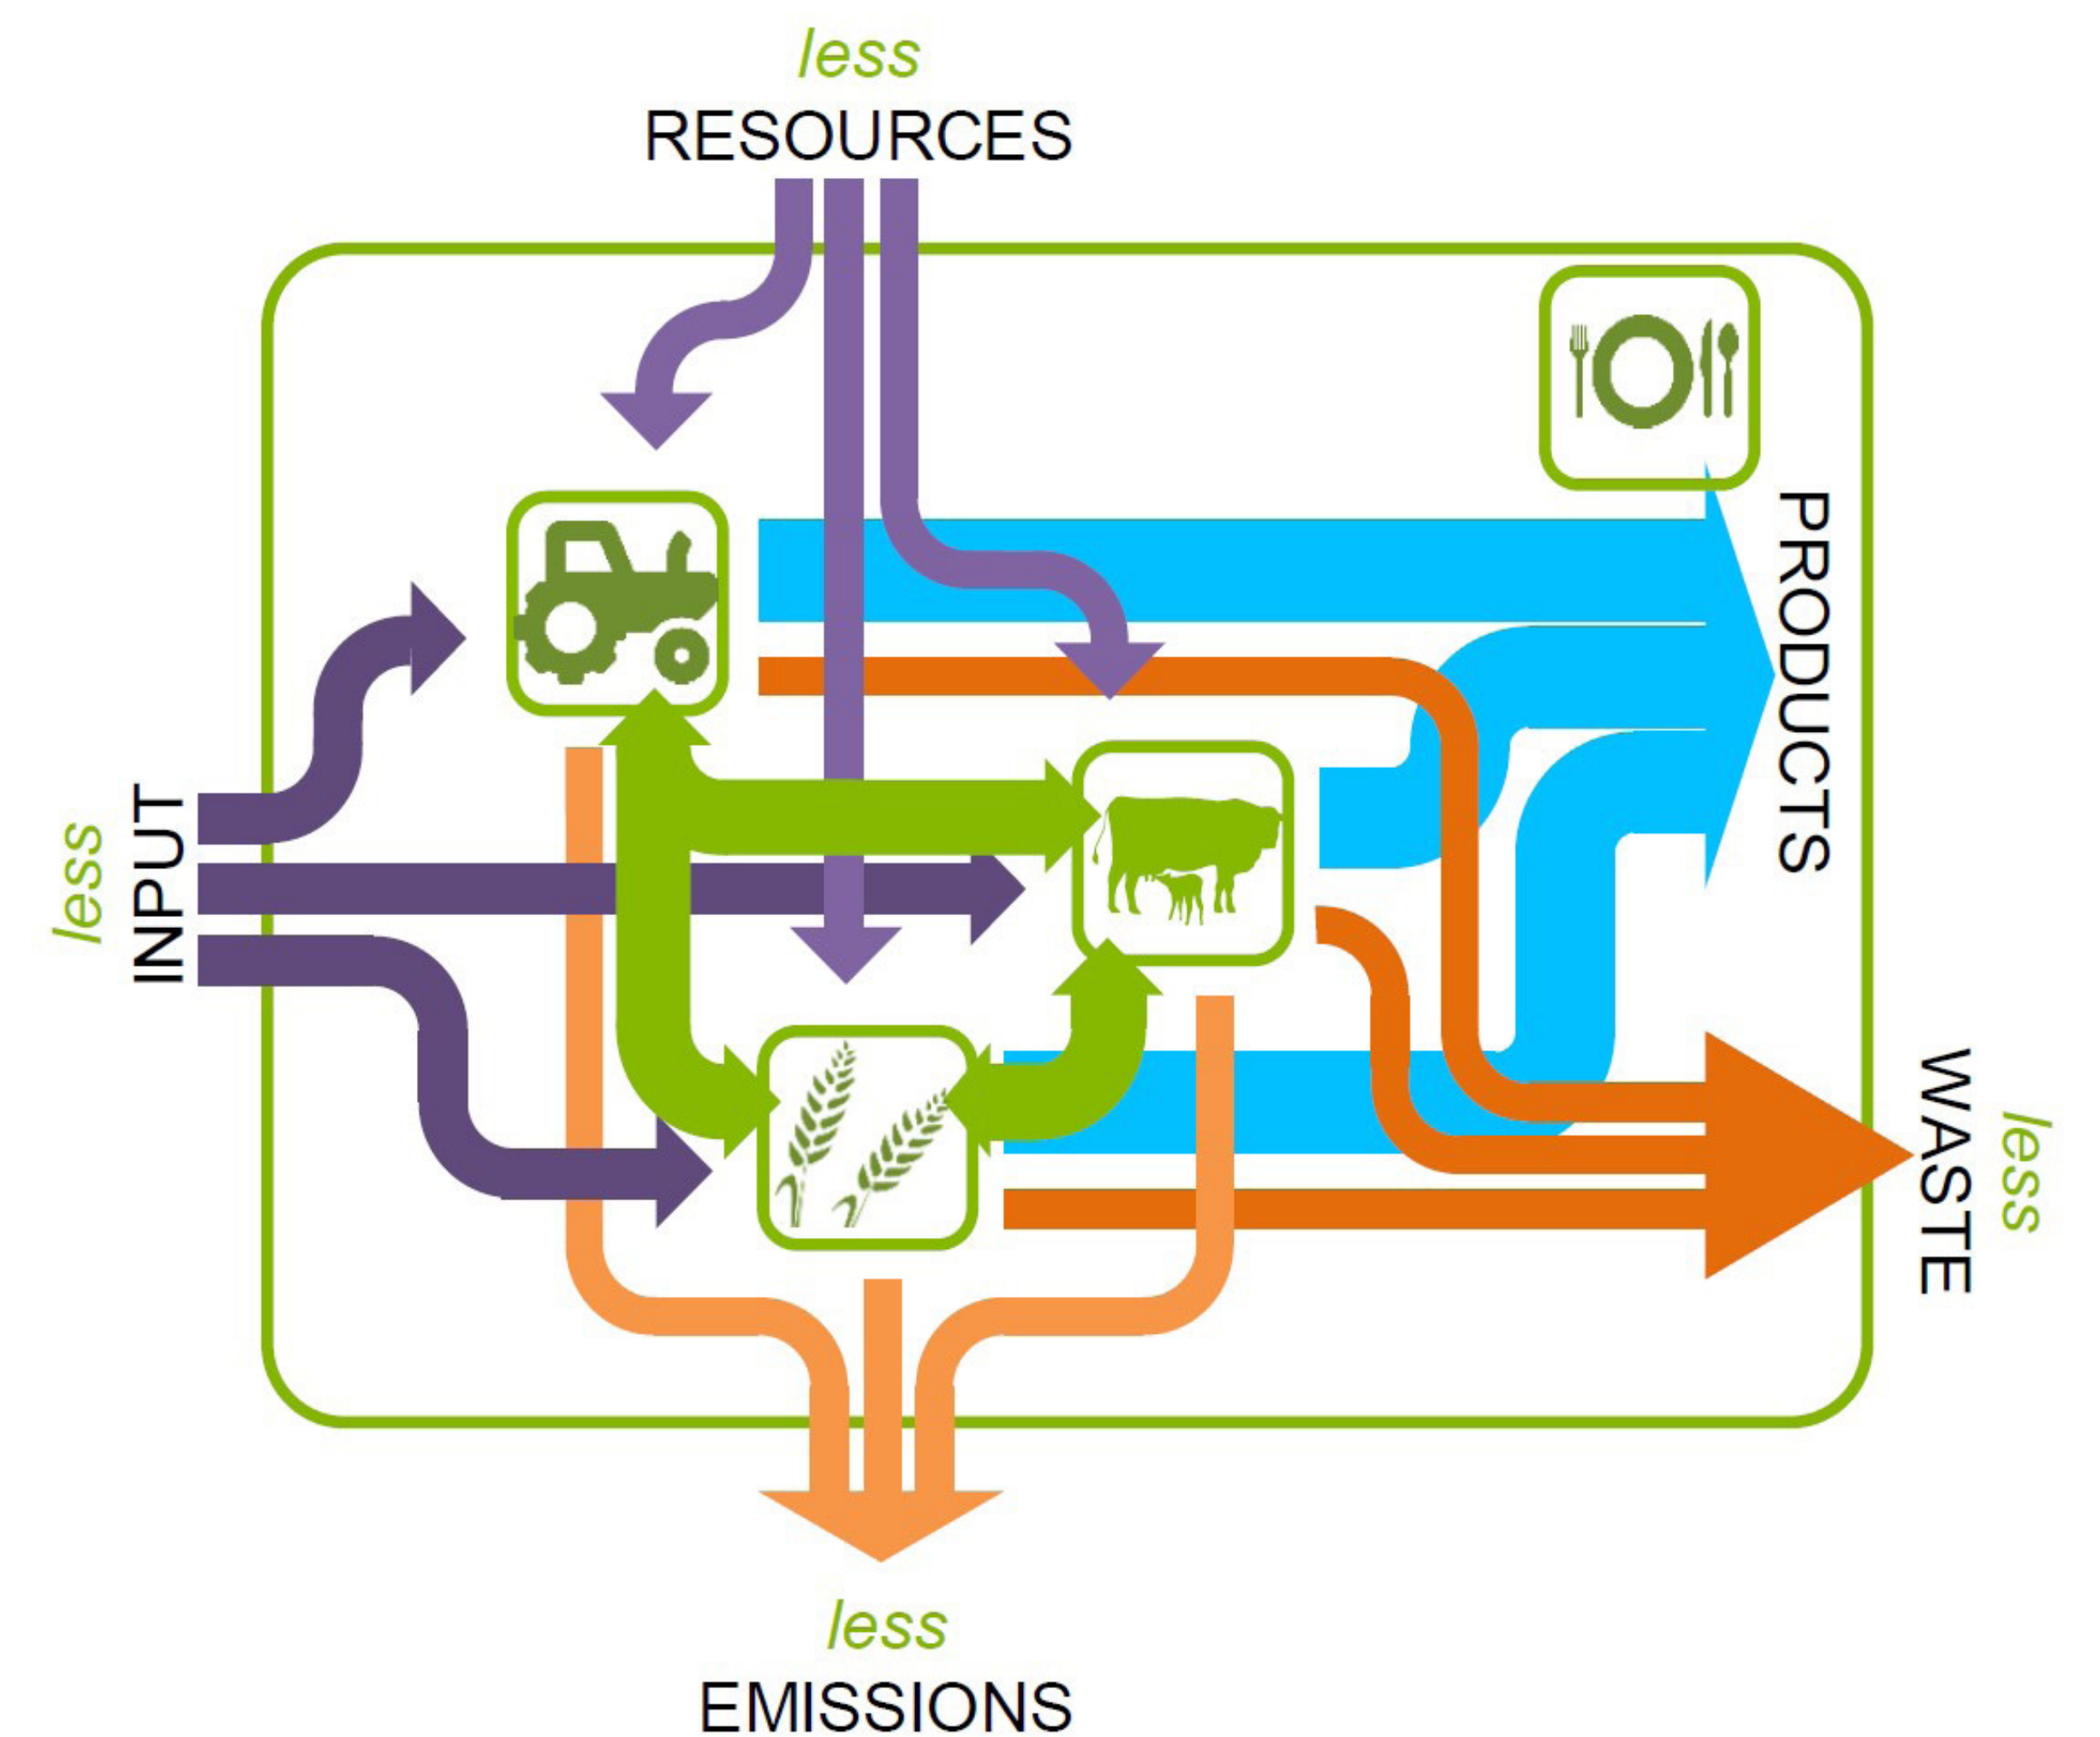 less
RESOURCES
PRODUCTS
less
INPUT
WASTE
less
less
EMISSIONS